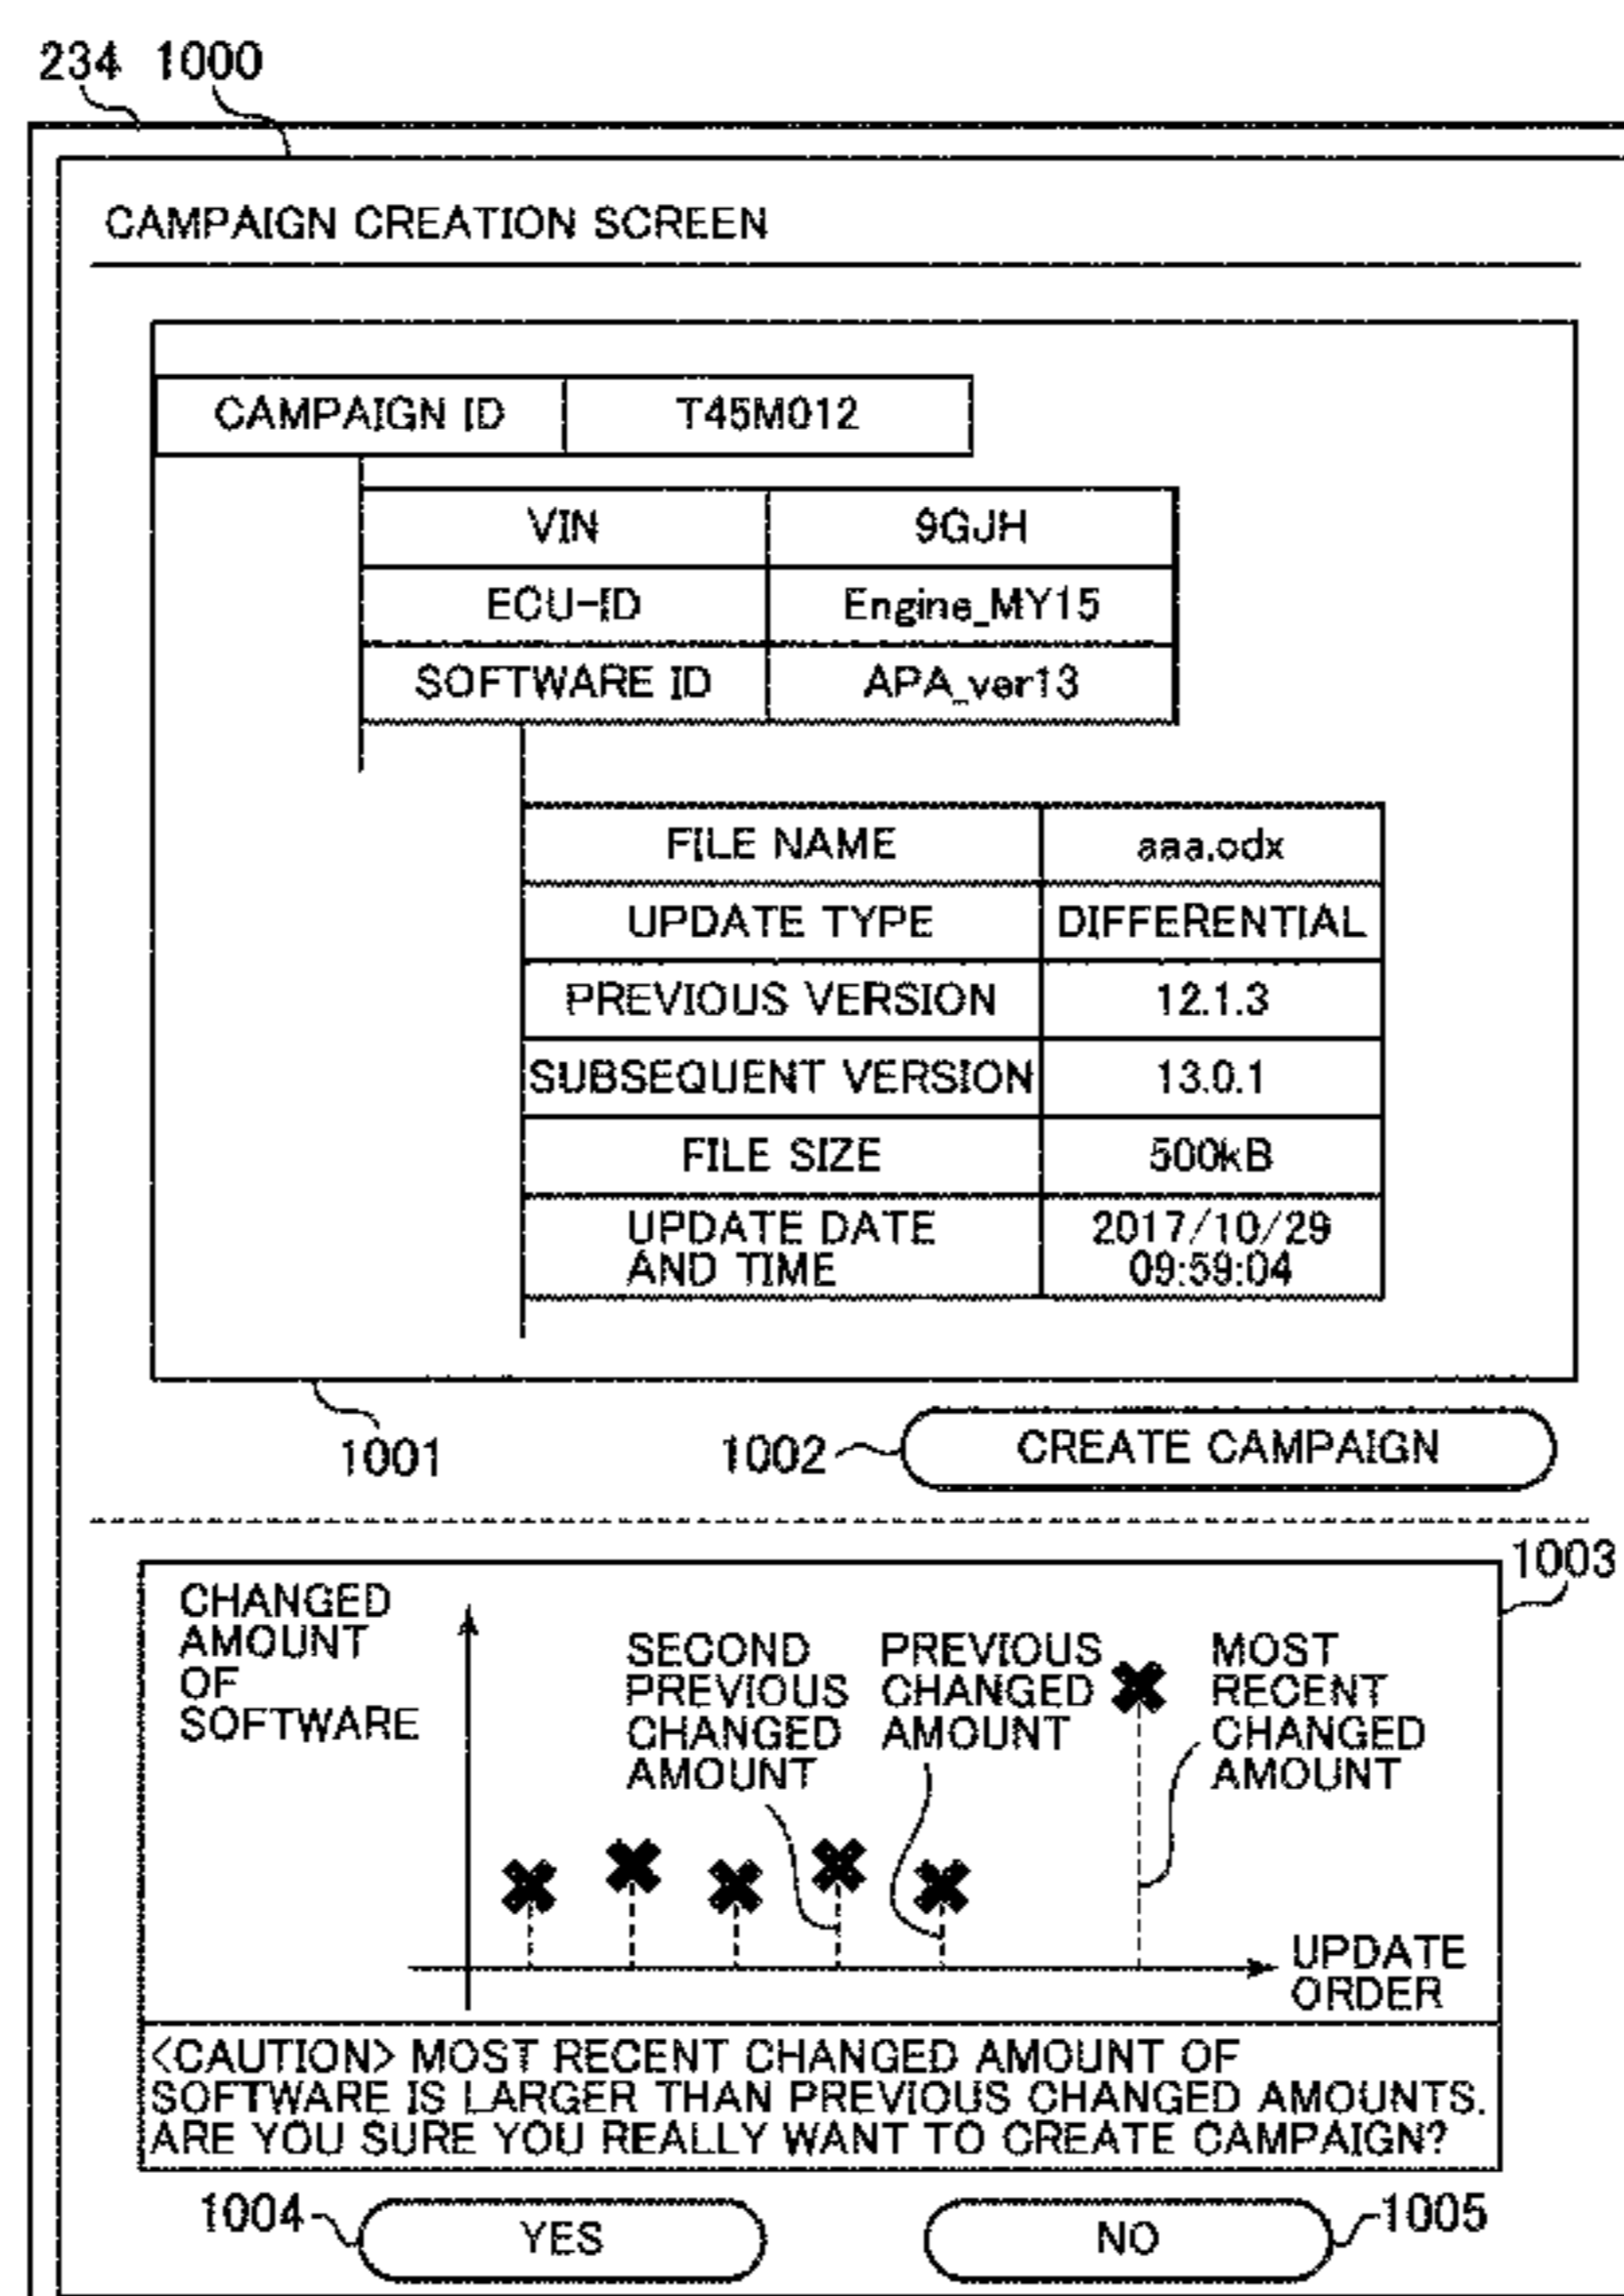 234 1000
CAMPAIGN CREATION SCREEN
CAMPAIGN ID T45M012
VIN 9GJH
ECU-ID Engine_MY15
SOFTWARE ID APA_ver13
FILE NAME aaa.odx
UPDATE TYPE DIFFERENTIAL
PREVIOUS VERSION 12.1.3
SUBSEQUENT VERSION 13.0.1
FILE SIZE 500kB
UPDATE DATE
AND TIME
2017/10/29
09:59:04
1001
1002
CREATE CAMPAIGN
1003
CHANGED
AMOUNT
OF
SOFTWARE
SECOND
PREVIOUS
CHANGED
AMOUNT
PREVIOUS
CHANGED
AMOUNT
MOST
RECENT
CHANGED
AMOUNT
UPDATE
ORDER
<CAUTION> MOST RECENT CHANGED AMOUNT OF
SOFTWARE IS LARGER THAN PREVIOUS CHANGED AMOUNTS.
ARE YOU SURE YOU REALLY WANT TO CREATE CAMPAIGN?
1004
YES
NO
1005